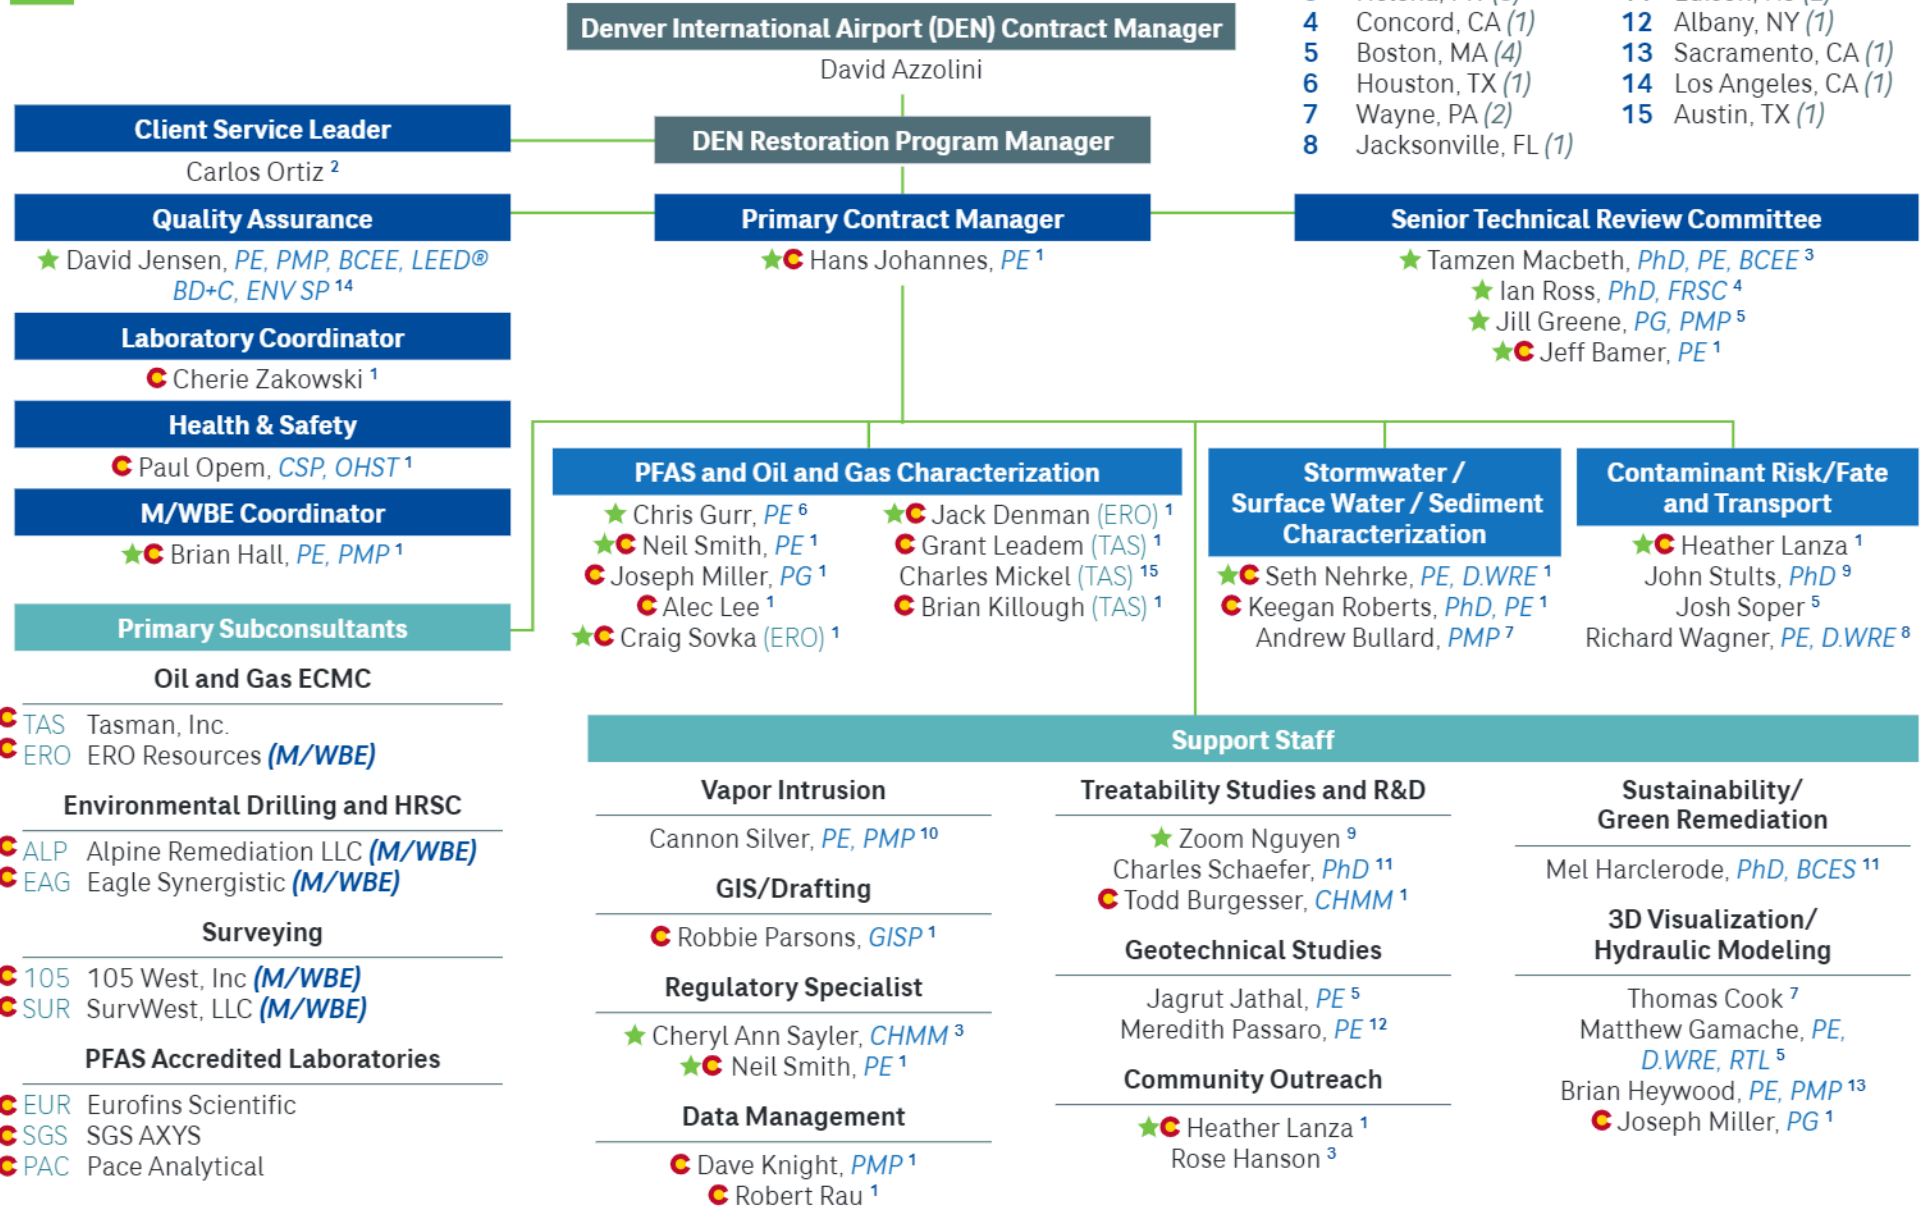 Denver International Airport (DEN) Contract Manager
David Azzolini
4 Concord, CA (1)
5 Boston, MA (4)
6 Houston, TX (1)
7 Wayne, PA (2)
8 Jacksonville, FL (1)
12 Albany, NY (1)
13 Sacramento, CA (1)
14 Los Angeles, CA (1)
15 Austin, TX (1)
DEN Restoration Program Manager
Client Service Leader
Carlos Ortiz 2
Quality Assurance
David Jensen, PE, PMP, BCEE, LEED®
BD+C, ENV SP 14
Laboratory Coordinator
Cherie Zakowski 1
Health & Safety
Paul Opem, CSP, OHST 1
M/WBE Coordinator
Brian Hall, PE, PMP 1
Primary Contract Manager
Hans Johannes, PE 1
Senior Technical Review Committee
Tamzen Macbeth, PhD, PE, BCEE 3
Ian Ross, PhD, FRSC 4
Jill Greene, PG, PMP 5
Jeff Bamer, PE 1
PFAS and Oil and Gas Characterization
Chris Gurr, PE 6
Neil Smith, PE 1
Joseph Miller, PG 1
Alec Lee 1
Craig Sovka (ERO) 1
Jack Denman (ERO) 1
Grant Leadem (TAS) 1
Charles Mickel (TAS) 15
Brian Killough (TAS) 1
Stormwater /
Surface Water / Sediment
Characterization
Seth Nehrke, PE, D.WRE 1
Keegan Roberts, PhD, PE 1
Andrew Bullard, PMP 7
Contaminant Risk/Fate
and Transport
Heather Lanza 1
John Stults, PhD 9
Josh Soper 5
Richard Wagner, PE, D.WRE 8
Primary Subconsultants
Oil and Gas ECMC
TAS Tasman, Inc.
ERO ERO Resources (M/WBE)
Environmental Drilling and HRSC
ALP Alpine Remediation LLC (M/WBE)
EAG Eagle Synergistic (M/WBE)
Surveying
105 105 West, Inc (M/WBE)
SUR SurvWest, LLC (M/WBE)
PFAS Accredited Laboratories
EUR Eurofins Scientific
SGS SGS AXYS
PAC Pace Analytical
Support Staff
Vapor Intrusion
Cannon Silver, PE, PMP 10
GIS/Drafting
Robbie Parsons, GISP 1
Regulatory Specialist
Cheryl Ann Sayler, CHMM 3
Neil Smith, PE 1
Data Management
Dave Knight, PMP 1
Robert Rau 1
Treatability Studies and R&D
Zoom Nguyen 9
Charles Schaefer, PhD 11
Todd Burgesser, CHMM 1
Geotechnical Studies
Jagrut Jathal, PE 5
Meredith Passaro, PE 12
Community Outreach
Heather Lanza 1
Rose Hanson 3
Sustainability/
Green Remediation
Mel Harclerode, PhD, BCES 11
3D Visualization/
Hydraulic Modeling
Thomas Cook 7
Matthew Gamache, PE,
D.WRE, RTL 5
Brian Heywood, PE, PMP 13
Joseph Miller, PG 1